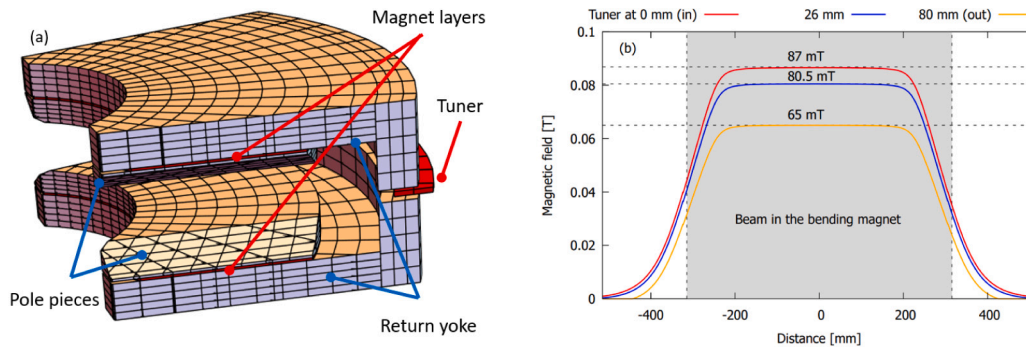 (a)
Magnet layers
Tuner
Pole pieces
Return yoke
Tuner at 0 mm (in) 26 mm 80 mm (out)
(b)
0.1
0.08
0.06
0.04
0.02
0
Magnetic field [T]
87 mT
80.5 mT
65 mT
Beam in the bending magnet
-400 -200 0 200 400
Distance [mm]